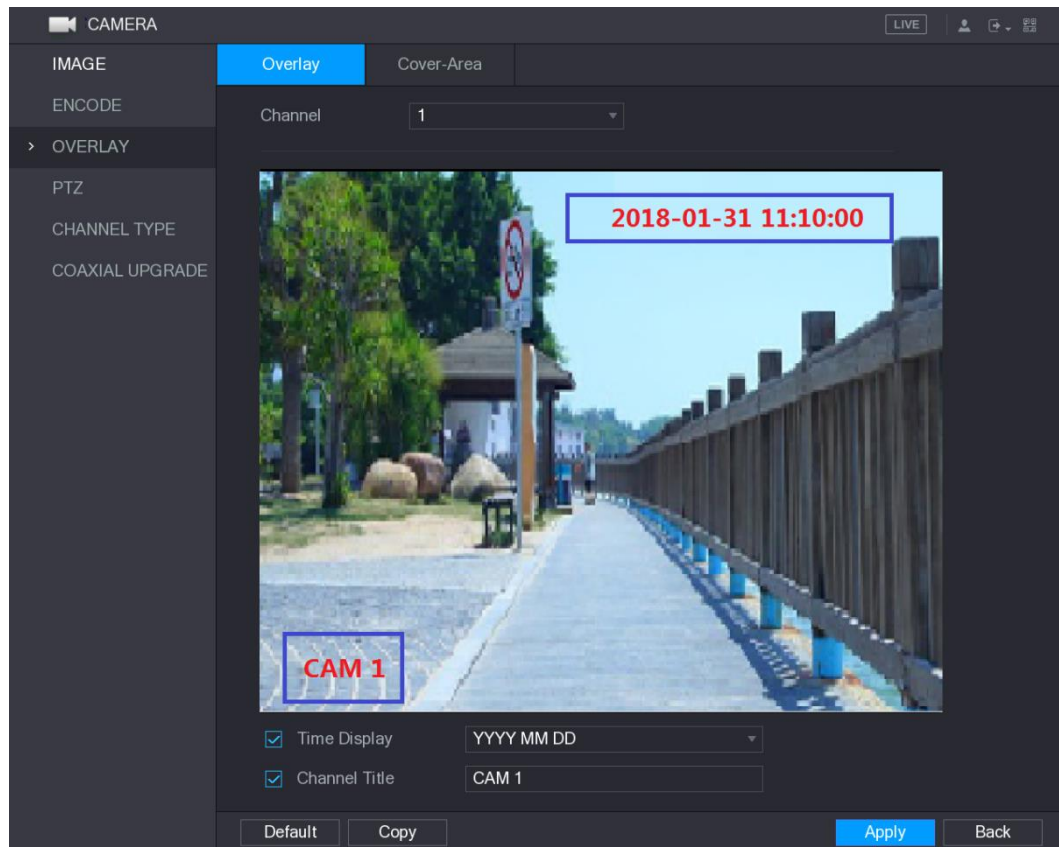 CAMERA LIVE
IMAGE
ENCODE
OVERLAY
PTZ
CHANNEL TYPE
COAXIAL UPGRADE
Overlay Cover-Area
Channel 1
2018-01-31 11:10:00
CAM 1
Time Display YYYY MM DD
Channel Title CAM 1
Default Copy Apply Back